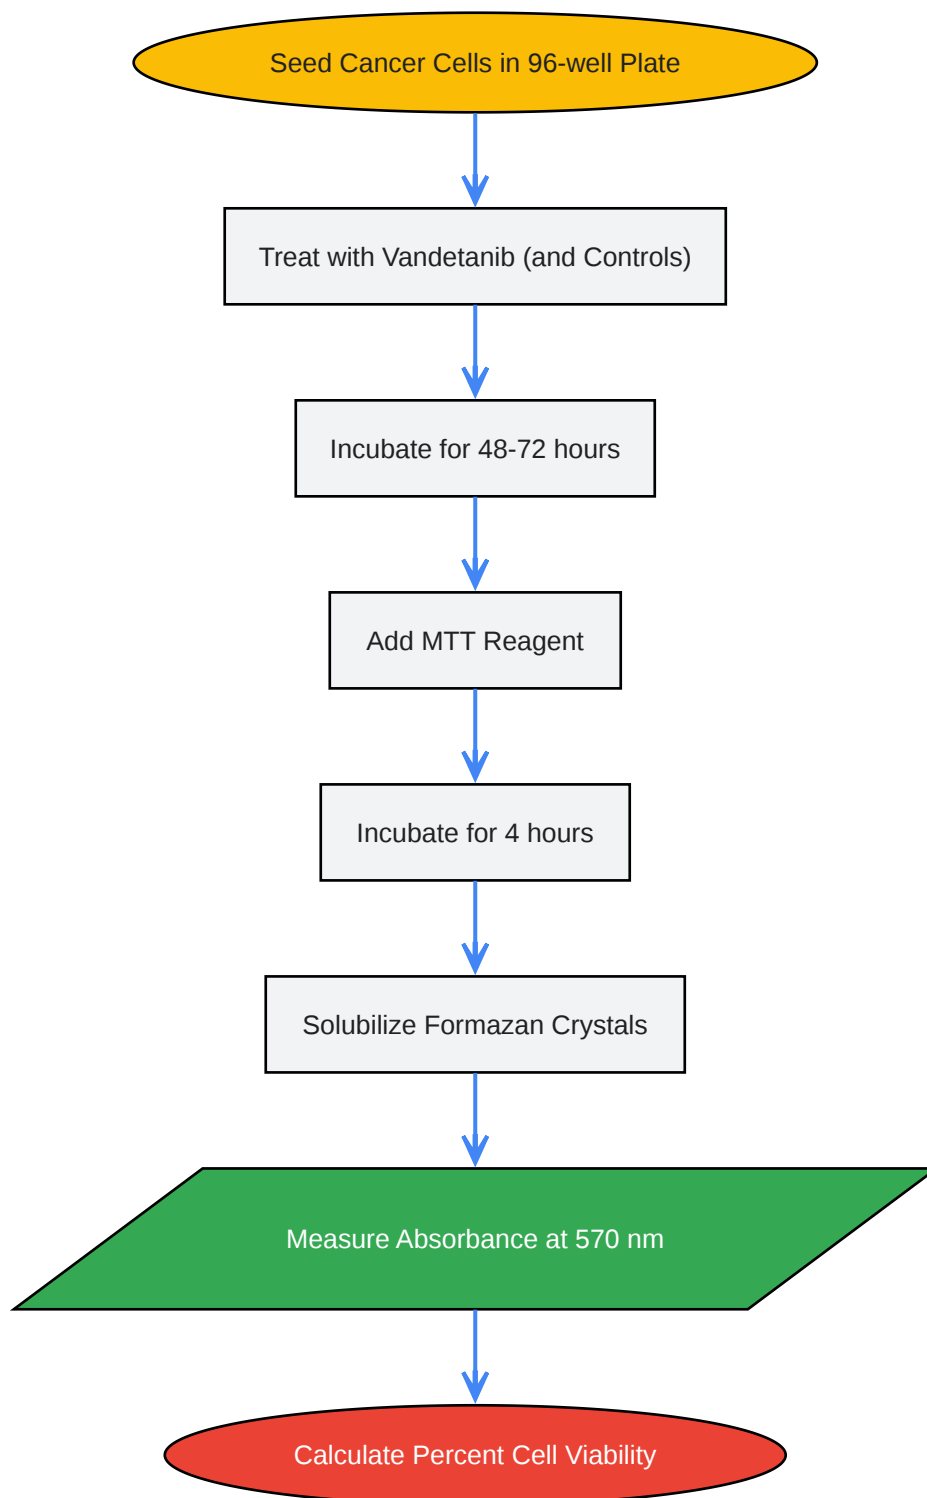 Seed Cancer Cells in 96-well Plate
Treat with Vandetanib (and Controls)
Incubate for 48-72 hours
Add MTT Reagent
Incubate for 4 hours
Solubilize Formazan Crystals
Measure Absorbance at 570 nm
Calculate Percent Cell Viability